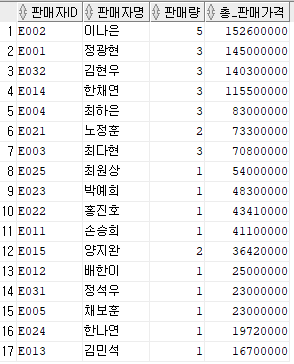 판매자ID 판매자명 판매량 총_판매가격
1 E002 이나은 5 152600000
2 E001 정광현 3 145000000
3 E032 김현우 3 140300000
4 E014 한채연 3 115500000
5 E004 최하은 3 83000000
6 E021 노정훈 2 73300000
7 E003 최다현 3 70800000
8 E025 최원상 1 54000000
9 E023 박예희 1 48300000
10 E022 홍진호 1 43410000
11 E011 손승희 1 41100000
12 E015 양지완 2 36420000
13 E012 배한이 1 25000000
14 E031 정석우 1 23000000
15 E005 채보훈 1 23000000
16 E024 한나연 1 19720000
17 E013 김민석 1 16700000